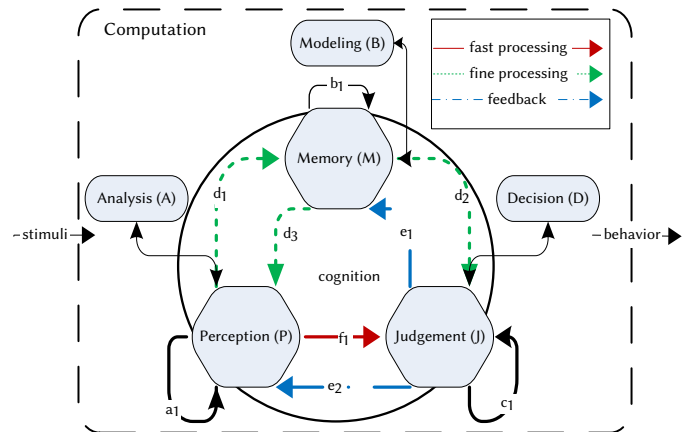 Computation
Modeling (B)
fast processing
fine processing
feedback
b1
Memory (M)
Analysis (A)
d1
d2
Decision (D)
stimuli
d3
e1
behavior
cognition
Perception (P)
f1
Judgement (J)
e2
a1
c1